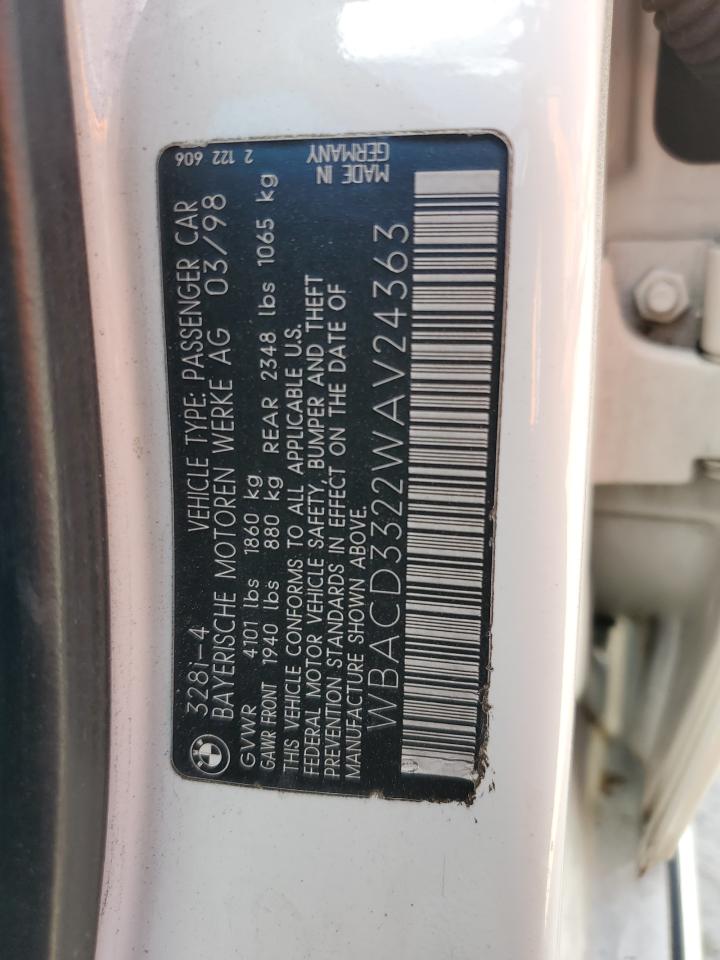 328i-4 VEHICLE TYPE: PASSENGER CAR 2 122 606
BAYERISCHE MOTOREN WERKE AG 03/98
GVWR 4101 lbs 1860 kg
GAWR FRONT 1940 lbs 880 kg REAR 2348 lbs 1065 kg
THIS VEHICLE CONFORMS TO ALL APPLICABLE U.S.
FEDERAL MOTOR VEHICLE SAFETY, BUMPER AND THEFT
PREVENTION STANDARDS IN EFFECT ON THE DATE OF
MANUFACTURE SHOWN ABOVE.
MADE IN
GERMANY
WBACD3322WAV24363
BMW